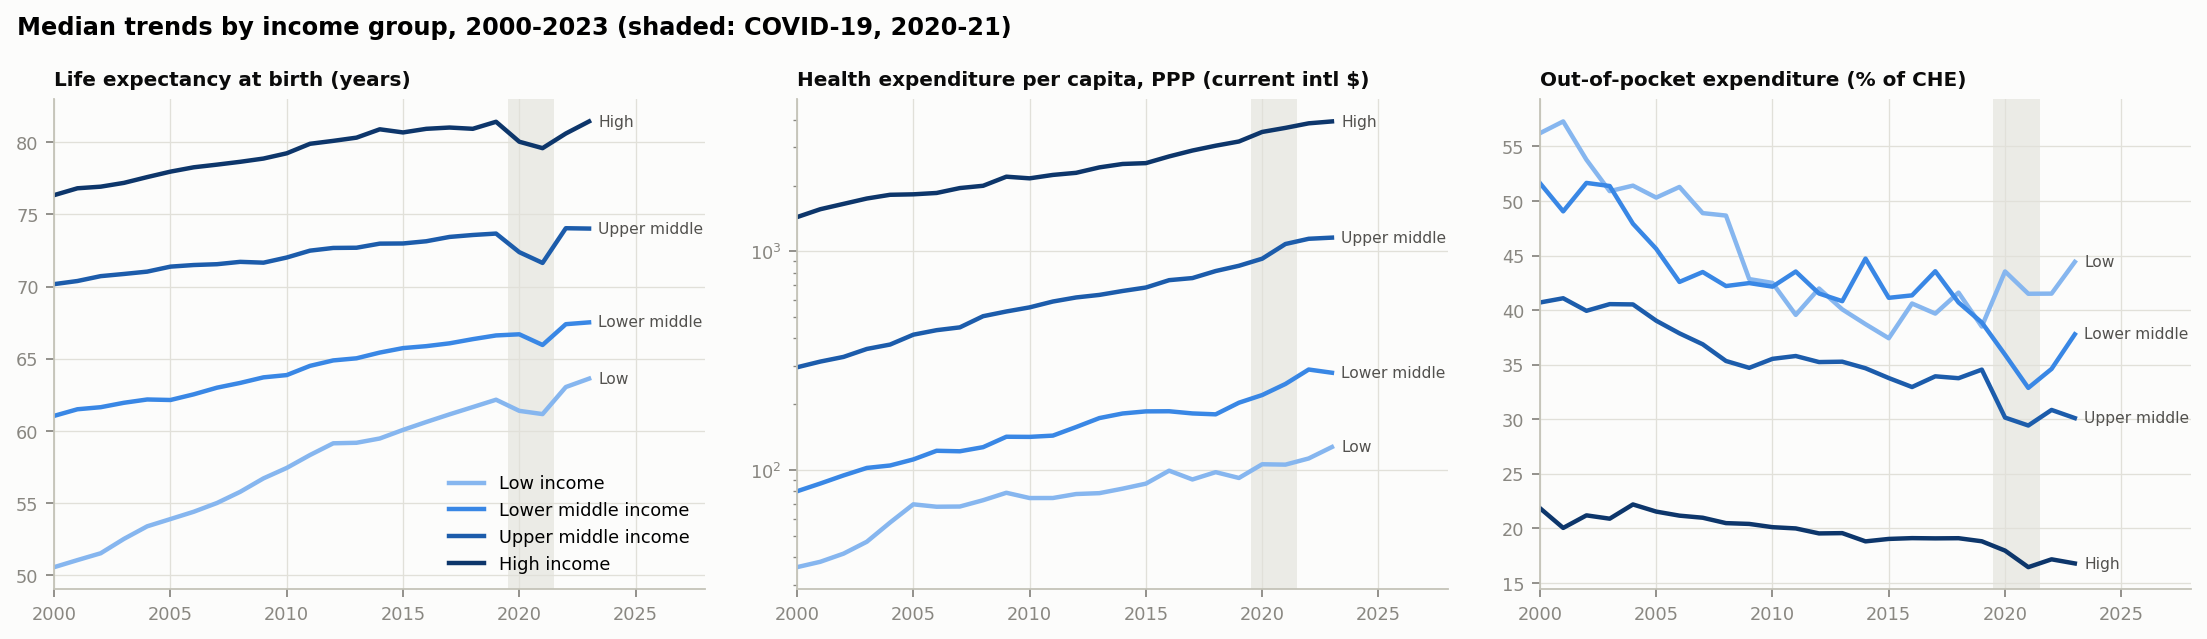 Median trends by income group, 2000-2023 (shaded: COVID-19, 2020-21)
Life expectancy at birth (years)
80
75
70
65
60
55
50
2000
2005
2010
2015
2020
2025
High
Upper middle
Lower middle
Low
Low income
Lower middle income
Upper middle income
High income
Health expenditure per capita, PPP (current intl $)
10³
10²
2000
2005
2010
2015
2020
2025
High
Upper middle
Lower middle
Low
Out-of-pocket expenditure (% of CHE)
55
50
45
40
35
30
25
20
15
2000
2005
2010
2015
2020
2025
Low
Lower middle
Upper middle
High